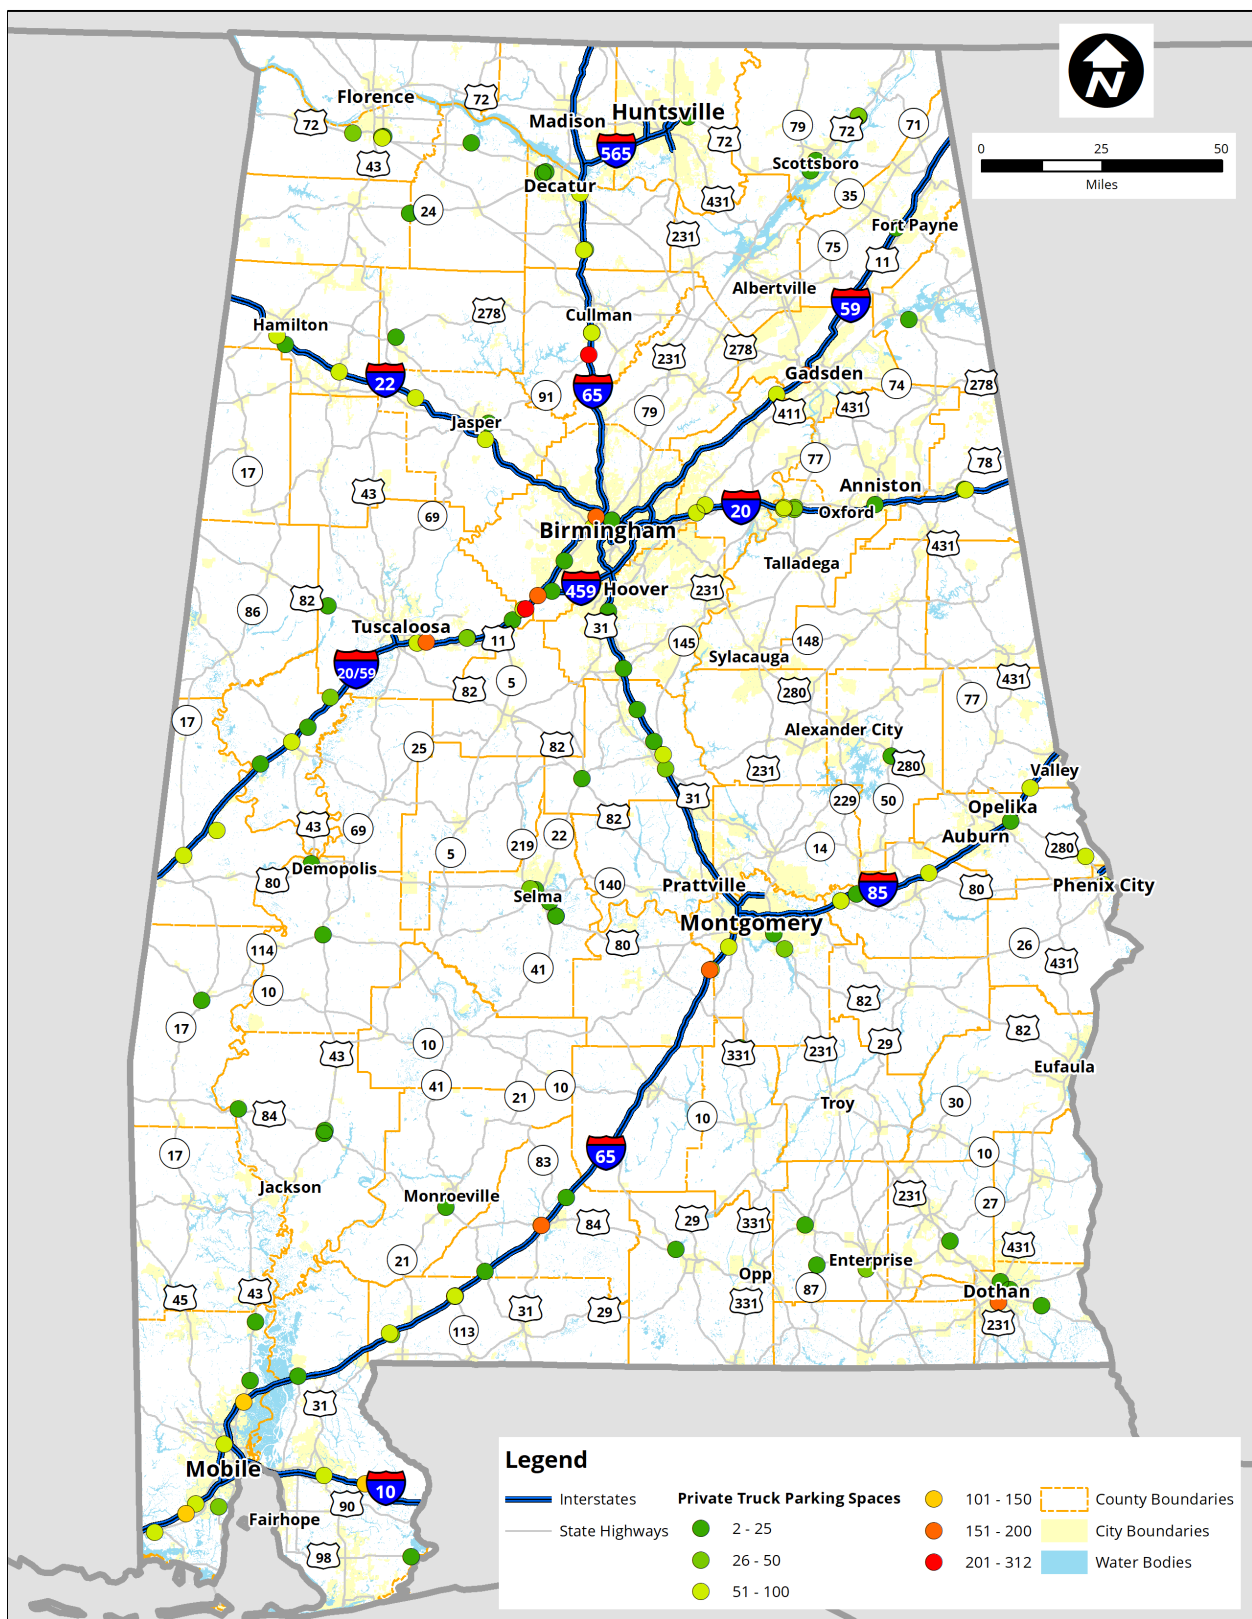 N
0 25 50
Miles
Florence
72
72
Madison
Huntsville
79
72
71
43
565
72
Scottsboro
Decatur
431
35
24
231
75
Fort Payne
11
Albertville
59
278
Cullman
Hamilton
231
278
22
65
Gadsden
74
278
91
79
411
431
Jasper
17
77
78
43
Anniston
69
20
Oxford
Birmingham
431
Talladega
86
82
459
Hoover
231
Tuscaloosa
11
31
145
148
20/59
Sylacauga
5
82
280
431
77
17
25
82
Alexander City
231
280
Valley
31
229
50
Opelika
43
69
82
22
219
5
14
Auburn
280
Demopolis
80
140
Prattville
85
80
Phenix City
Selma
Montgomery
114
80
26
431
41
10
82
17
10
43
331
231
29
82
Eufaula
41
21
10
84
10
Troy
30
17
65
83
10
Jackson
Monroeville
231
27
84
29
331
21
431
Enterprise
Opp
87
Dothan
45
43
31
29
331
231
113
31
Mobile
10
90
Fairhope
98
Legend
Interstates
State Highways
Private Truck Parking Spaces
2 - 25
26 - 50
51 - 100
101 - 150
151 - 200
201 - 312
County Boundaries
City Boundaries
Water Bodies